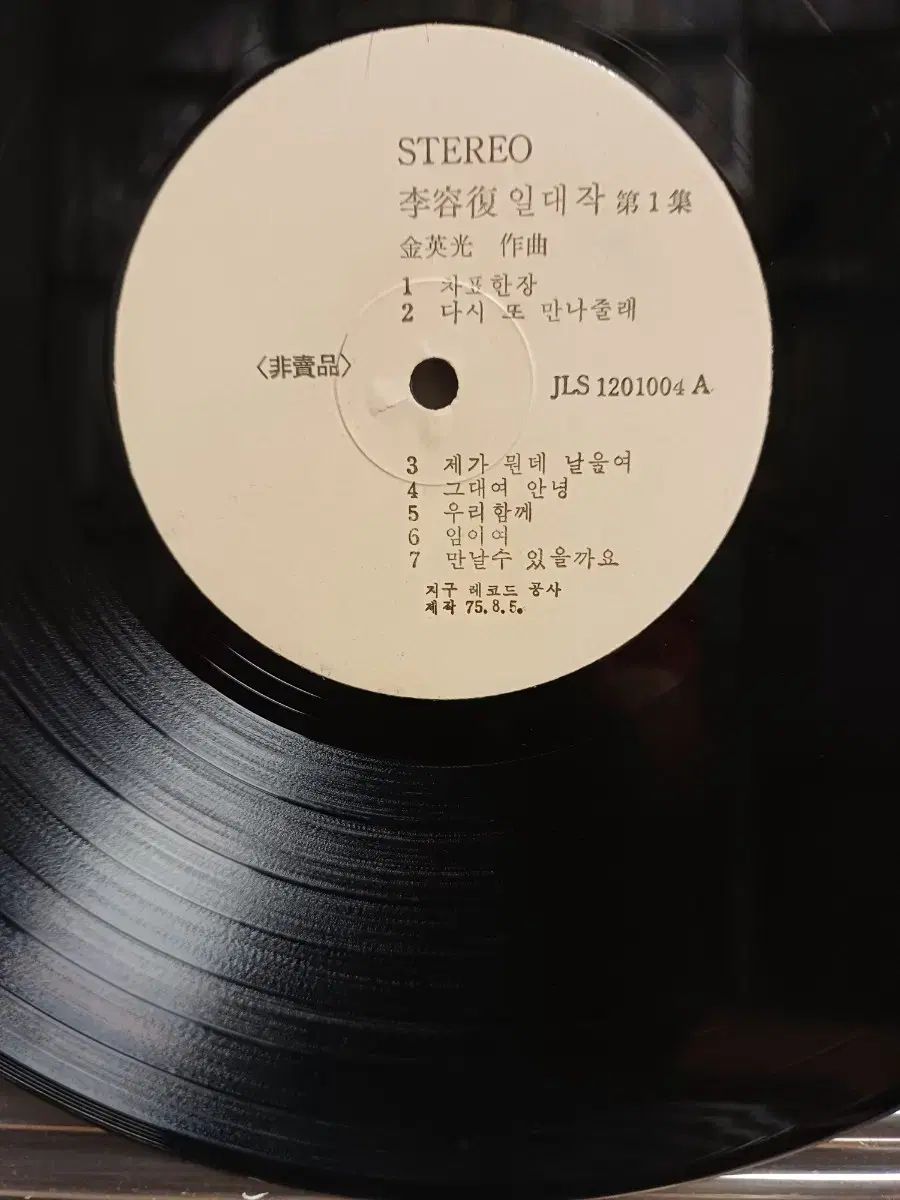 STEREO
李容復 일대작 第1集
金英光 作曲
1 차표한장
2 다시 또 만나줄래
〈非賣品〉
JLS 1201004 A
3 제가 뭔데 날욺여
4 그대여 안녕
5 우리함께
6 임이여
7 만날수 있을까요
지구 레코드 공사
제작 75.8.5.